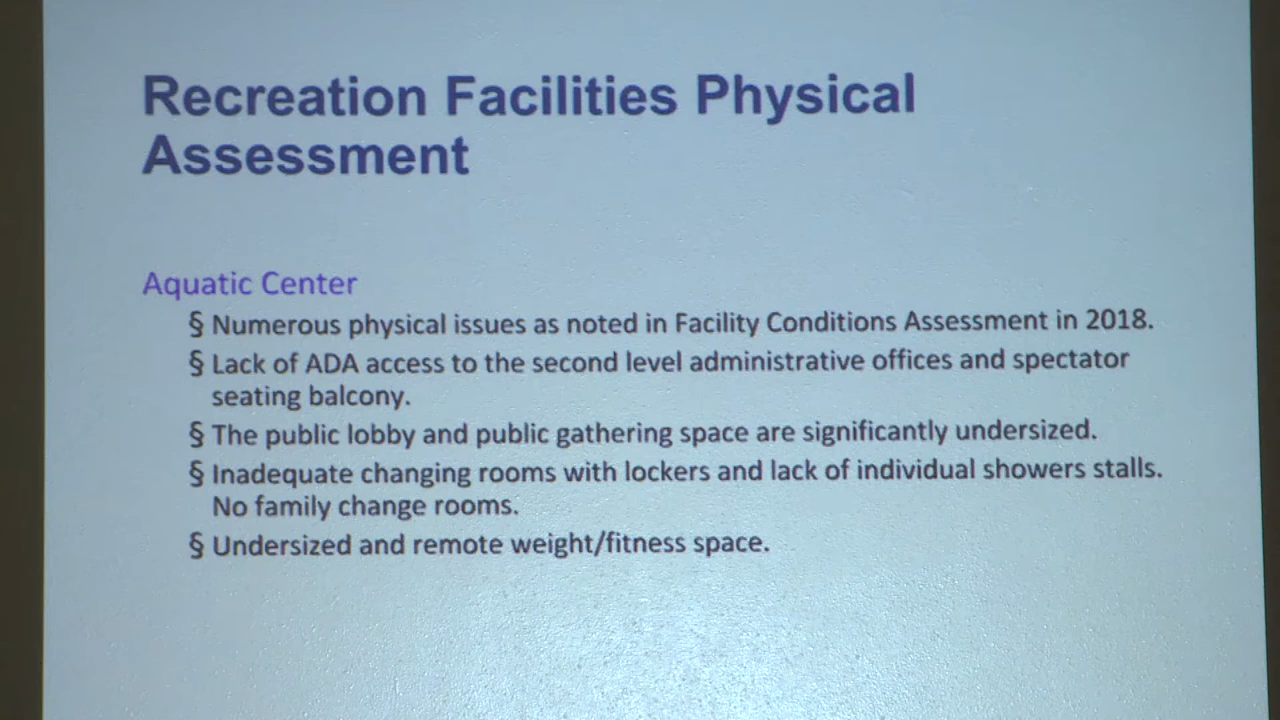 Recreation Facilities Physical
Assessment
Aquatic Center
§ Numerous physical issues as noted in Facility Conditions Assessment in 2018.
§ Lack of ADA access to the second level administrative offices and spectator
seating balcony.
§ The public lobby and public gathering space are significantly undersized.
§ Inadequate changing rooms with lockers and lack of individual showers stalls.
No family change rooms.
§ Undersized and remote weight/fitness space.